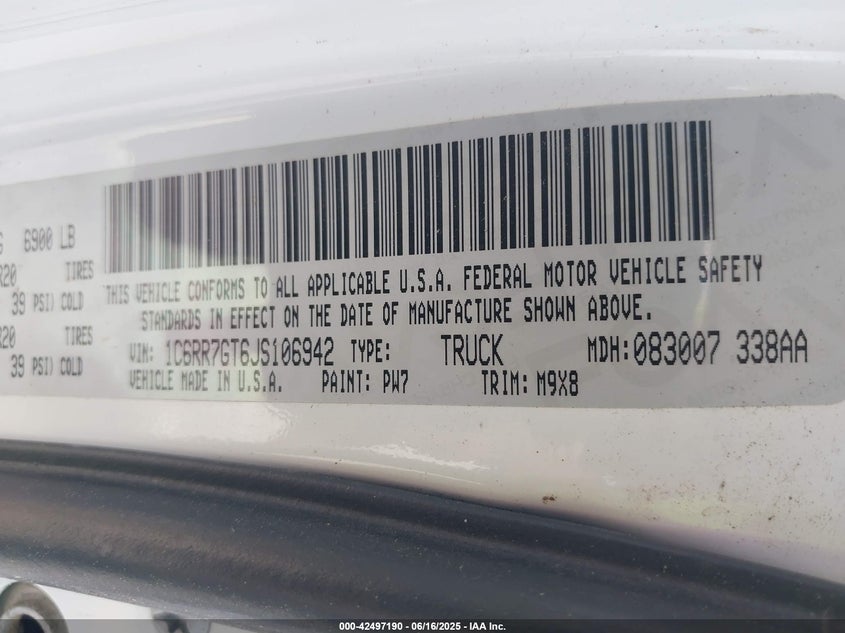 G 6900 LB
R20 TIRES
39 PSI) COLD
R20 TIRES
39 PSI) COLD
THIS VEHICLE CONFORMS TO ALL APPLICABLE U.S.A. FEDERAL MOTOR VEHICLE SAFETY
STANDARDS IN EFFECT ON THE DATE OF MANUFACTURE SHOWN ABOVE.
VIN: 1C6RR7GT6JS106942 TYPE: TRUCK MDH: 083007 338AA
VEHICLE MADE IN U.S.A. PAINT: PW7 TRIM: M9X8
000-42497190 - 06/16/2025 - IAA Inc.